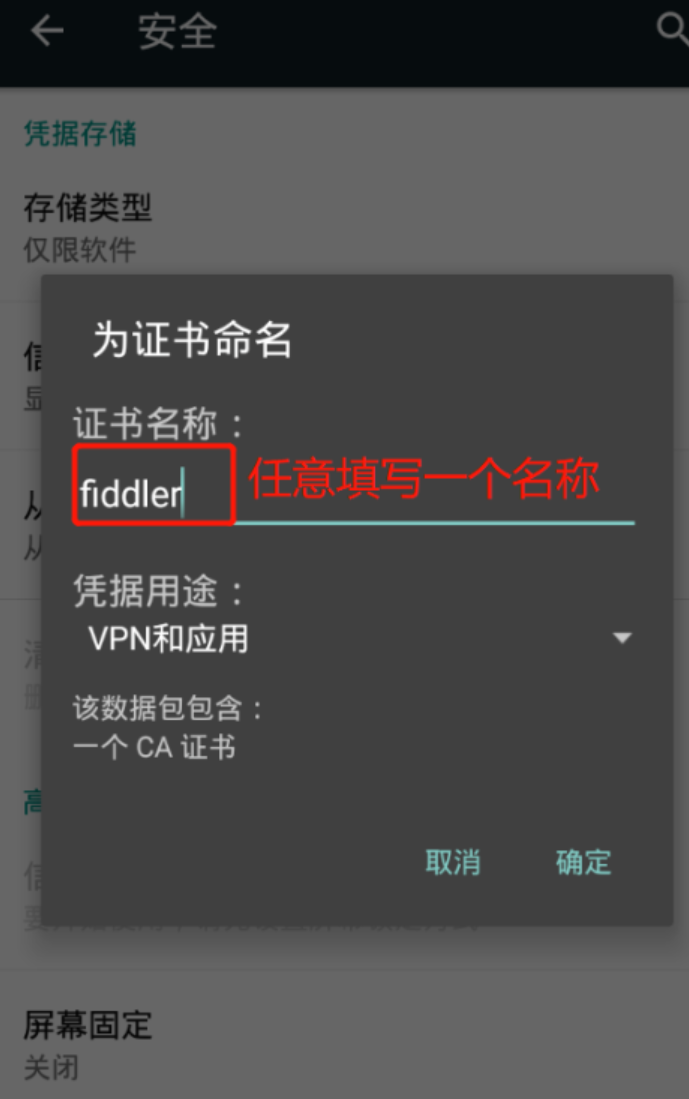 安全
凭据存储
存储类型
仅限软件
为证书命名
证书名称：
fiddler
任意填写一个名称
凭据用途：
VPN和应用
该数据包包含：
一个 CA 证书
取消
确定
屏幕固定
关闭